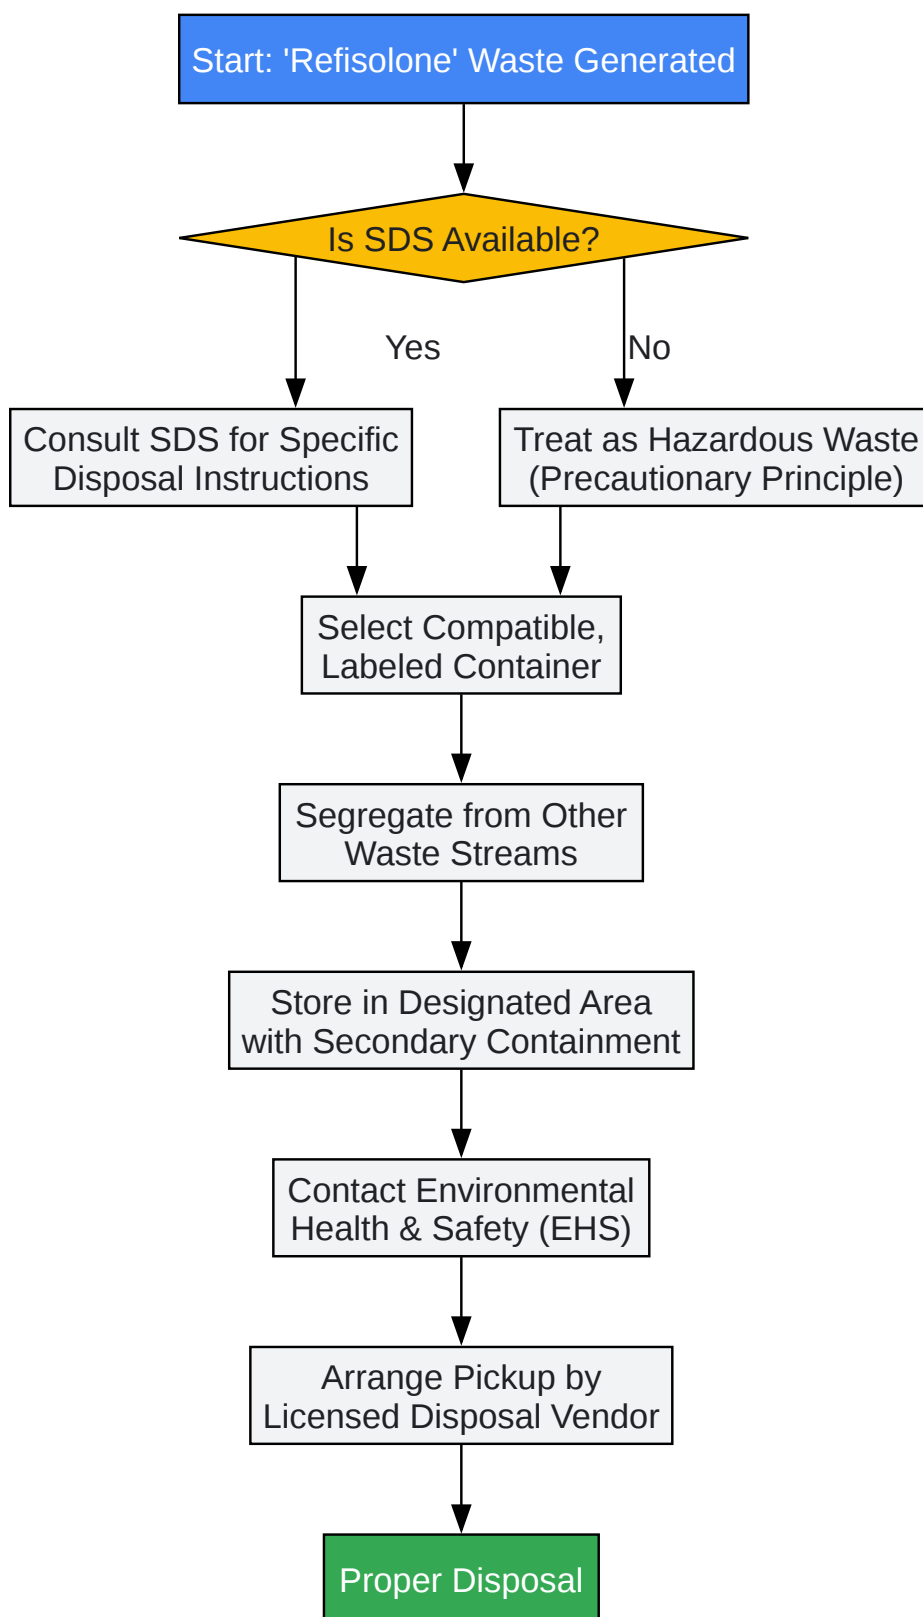 Start: 'Refisolone' Waste Generated
Is SDS Available?
Yes
No
Consult SDS for Specific
Disposal Instructions
Treat as Hazardous Waste
(Precautionary Principle)
Select Compatible,
Labeled Container
Segregate from Other
Waste Streams
Store in Designated Area
with Secondary Containment
Contact Environmental
Health & Safety (EHS)
Arrange Pickup by
Licensed Disposal Vendor
Proper Disposal